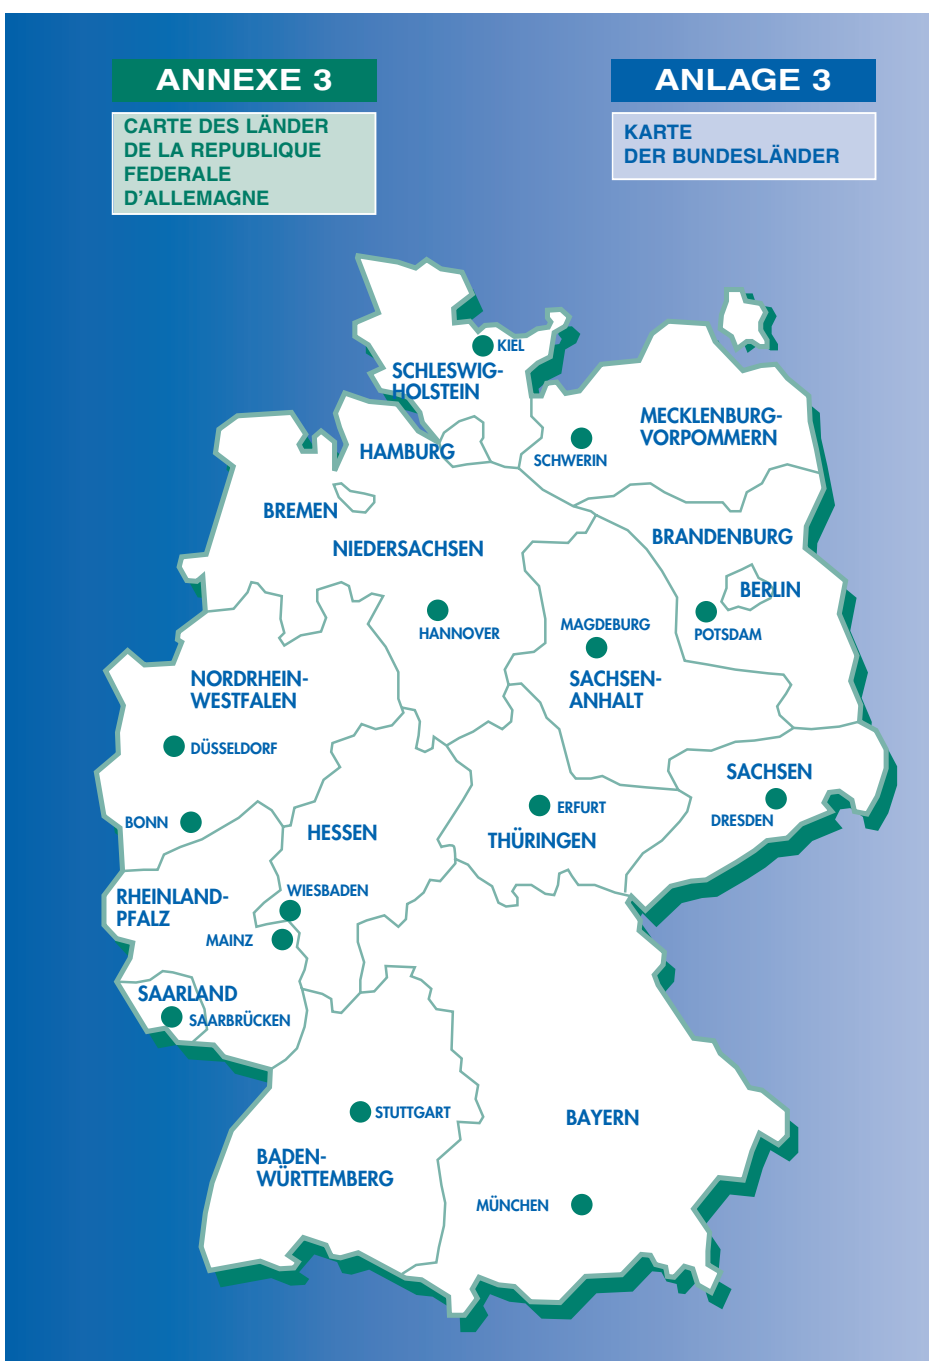 ANNEXE 3
CARTE DES LÄNDER
DE LA REPUBLIQUE
FEDERALE
D'ALLEMAGNE
ANLAGE 3
KARTE
DER BUNDESLÄNDER
KIEL
SCHLESWIG-
HOLSTEIN
MECKLENBURG-
VORPOMMERN
HAMBURG
SCHWERIN
BREMEN
NIEDERSACHSEN
BRANDENBURG
BERLIN
HANNOVER
MAGDEBURG
POTSDAM
NORDRHEIN-
WESTFALEN
SACHSEN-
ANHALT
DÜSSELDORF
SACHSEN
BONN
HESSEN
ERFURT
THÜRINGEN
DRESDEN
RHEINLAND-
PFALZ
WIESBADEN
MAINZ
SAARLAND
SAARBRÜCKEN
STUTTGART
BAYERN
BADEN-
WÜRTTEMBERG
MÜNCHEN